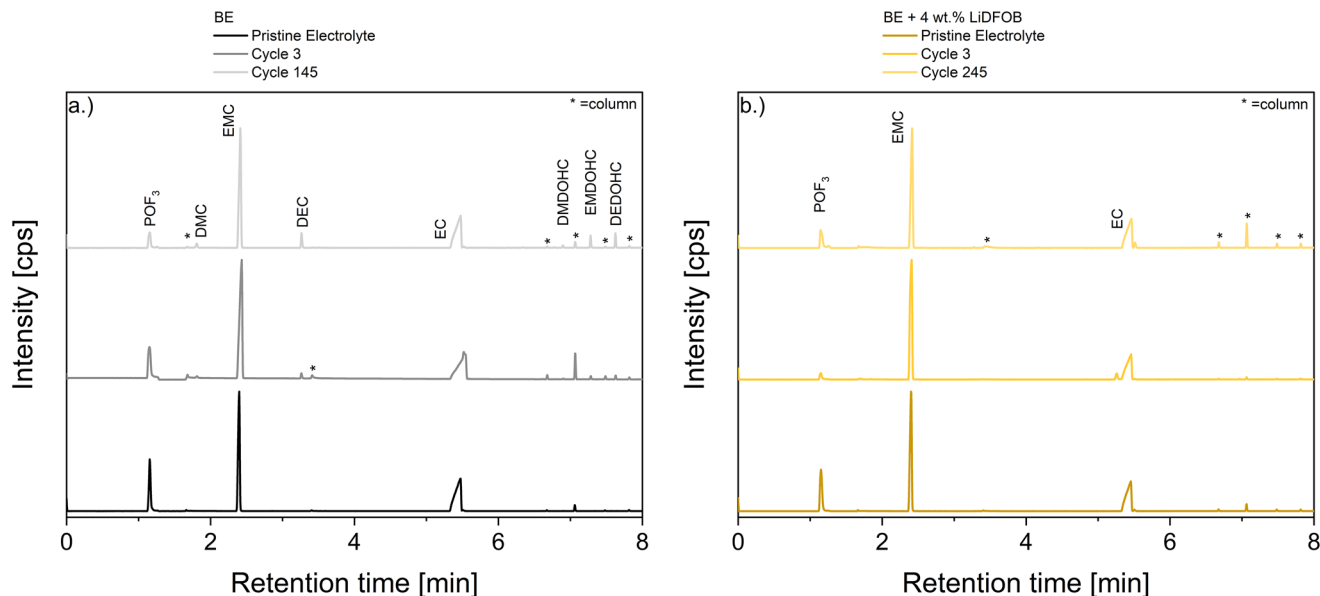 BE
Pristine Electrolyte
Cycle 3
Cycle 145
a.)
* =column
POF₃
*
DMC
EMC
DEC
EC
*
DMDOHC
*
EMDOHC
*
DEDOHC
*
*
Intensity [cps]
0
2
4
6
8
Retention time [min]
BE + 4 wt.% LiDFOB
Pristine Electrolyte
Cycle 3
Cycle 245
b.)
* =column
POF₃
EMC
*
EC
*
*
*
*
Intensity [cps]
0
2
4
6
8
Retention time [min]